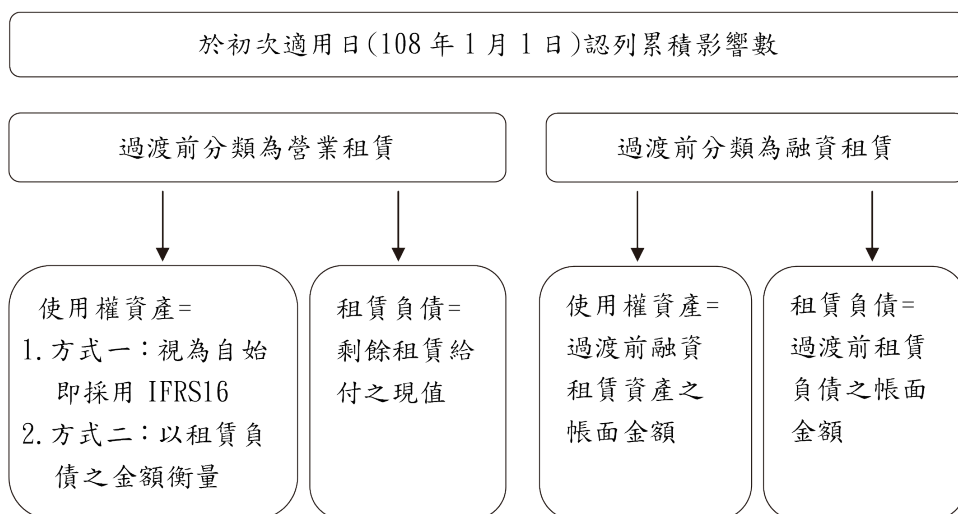 於初次適用日(108 年 1 月 1 日)認列累積影響數
過渡前分類為營業租賃
過渡前分類為融資租賃
使用權資產=
1. 方式一：視為自始
即採用 IFRS16
2. 方式二：以租賃負
債之金額衡量
租賃負債=
剩餘租賃給
付之現值
使用權資產=
過渡前融資
租賃資產之
帳面金額
租賃負債=
過渡前租賃
負債之帳面
金額